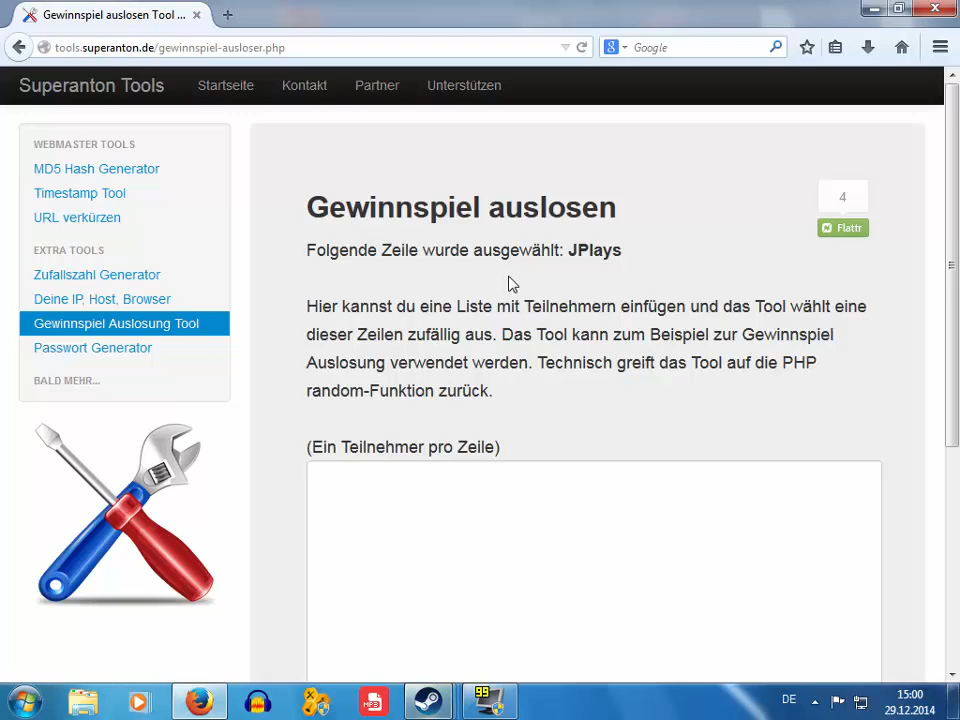 Gewinnspiel auslosen Tool ...
tools.superanton.de/gewinnspiel-ausloser.php
Google
Superanton Tools
Startseite
Kontakt
Partner
Unterstützen
WEBMASTER TOOLS
MD5 Hash Generator
Timestamp Tool
URL verkürzen
EXTRA TOOLS
Zufallszahl Generator
Deine IP, Host, Browser
Gewinnspiel Auslosung Tool
Passwort Generator
BALD MEHR...
Gewinnspiel auslosen
4
Flattr
Folgende Zeile wurde ausgewählt: JPlays
Hier kannst du eine Liste mit Teilnehmern einfügen und das Tool wählt eine
dieser Zeilen zufällig aus. Das Tool kann zum Beispiel zur Gewinnspiel
Auslosung verwendet werden. Technisch greift das Tool auf die PHP
random-Funktion zurück.
(Ein Teilnehmer pro Zeile)
MP3
99
DE
15:00
29.12.2014